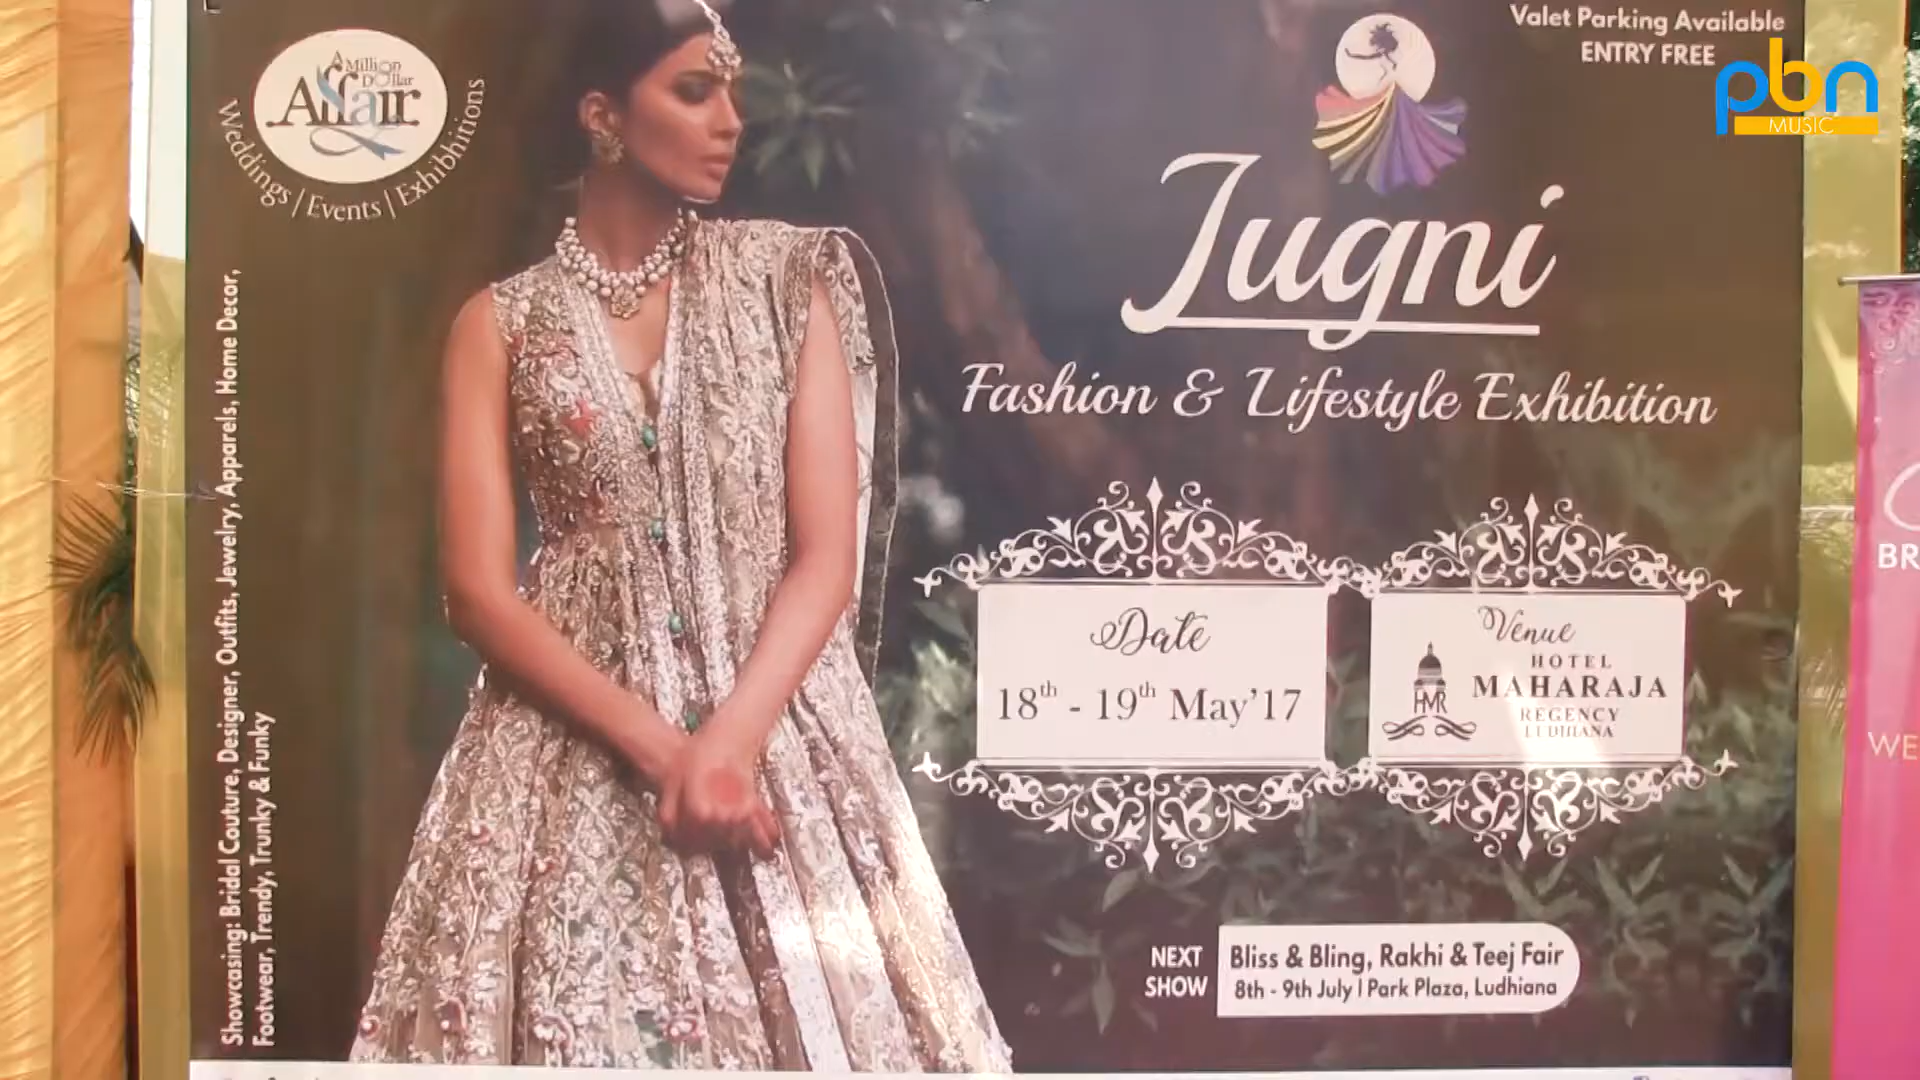 A Million
Dollar
Affair
Weddings | Events | Exhibhitions
Valet Parking Available
ENTRY FREE
pbn
MUSIC
Jugni
Fashion & Lifestyle Exhibition
Showcasing: Bridal Couture, Designer, Outfits, Jewelry, Apparels, Home Decor,
Footwear, Trendy, Trunky & Funky
Date
18th - 19th May'17
Venue
HMR
HOTEL
MAHARAJA
REGENCY
LUDHIANA
NEXT
SHOW
Bliss & Bling, Rakhi & Teej Fair
8th - 9th July | Park Plaza, Ludhiana
BR
WE